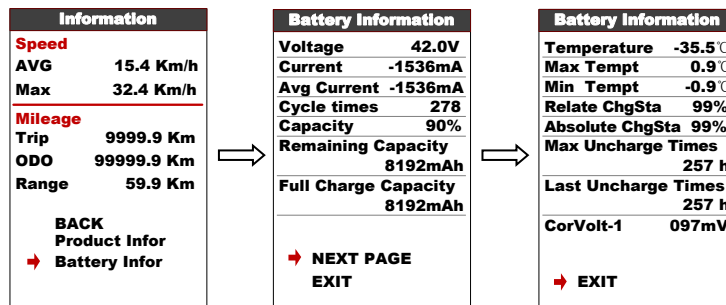 Information
Speed
AVG 15.4 Km/h
Max 32.4 Km/h
Mileage
Trip 9999.9 Km
ODO 99999.9 Km
Range 59.9 Km
BACK
Product Infor
Battery Infor
Battery Information
Voltage 42.0V
Current -1536mA
Avg Current -1536mA
Cycle times 278
Capacity 90%
Remaining Capacity
8192mAh
Full Charge Capacity
8192mAh
NEXT PAGE
EXIT
Battery Information
Temperature -35.5℃
Max Tempt 0.9℃
Min Tempt -0.9℃
Relate ChgSta 99%
Absolute ChgSta 99%
Max Uncharge Times
257 h
Last Uncharge Times
257 h
CorVolt-1 097mV
EXIT